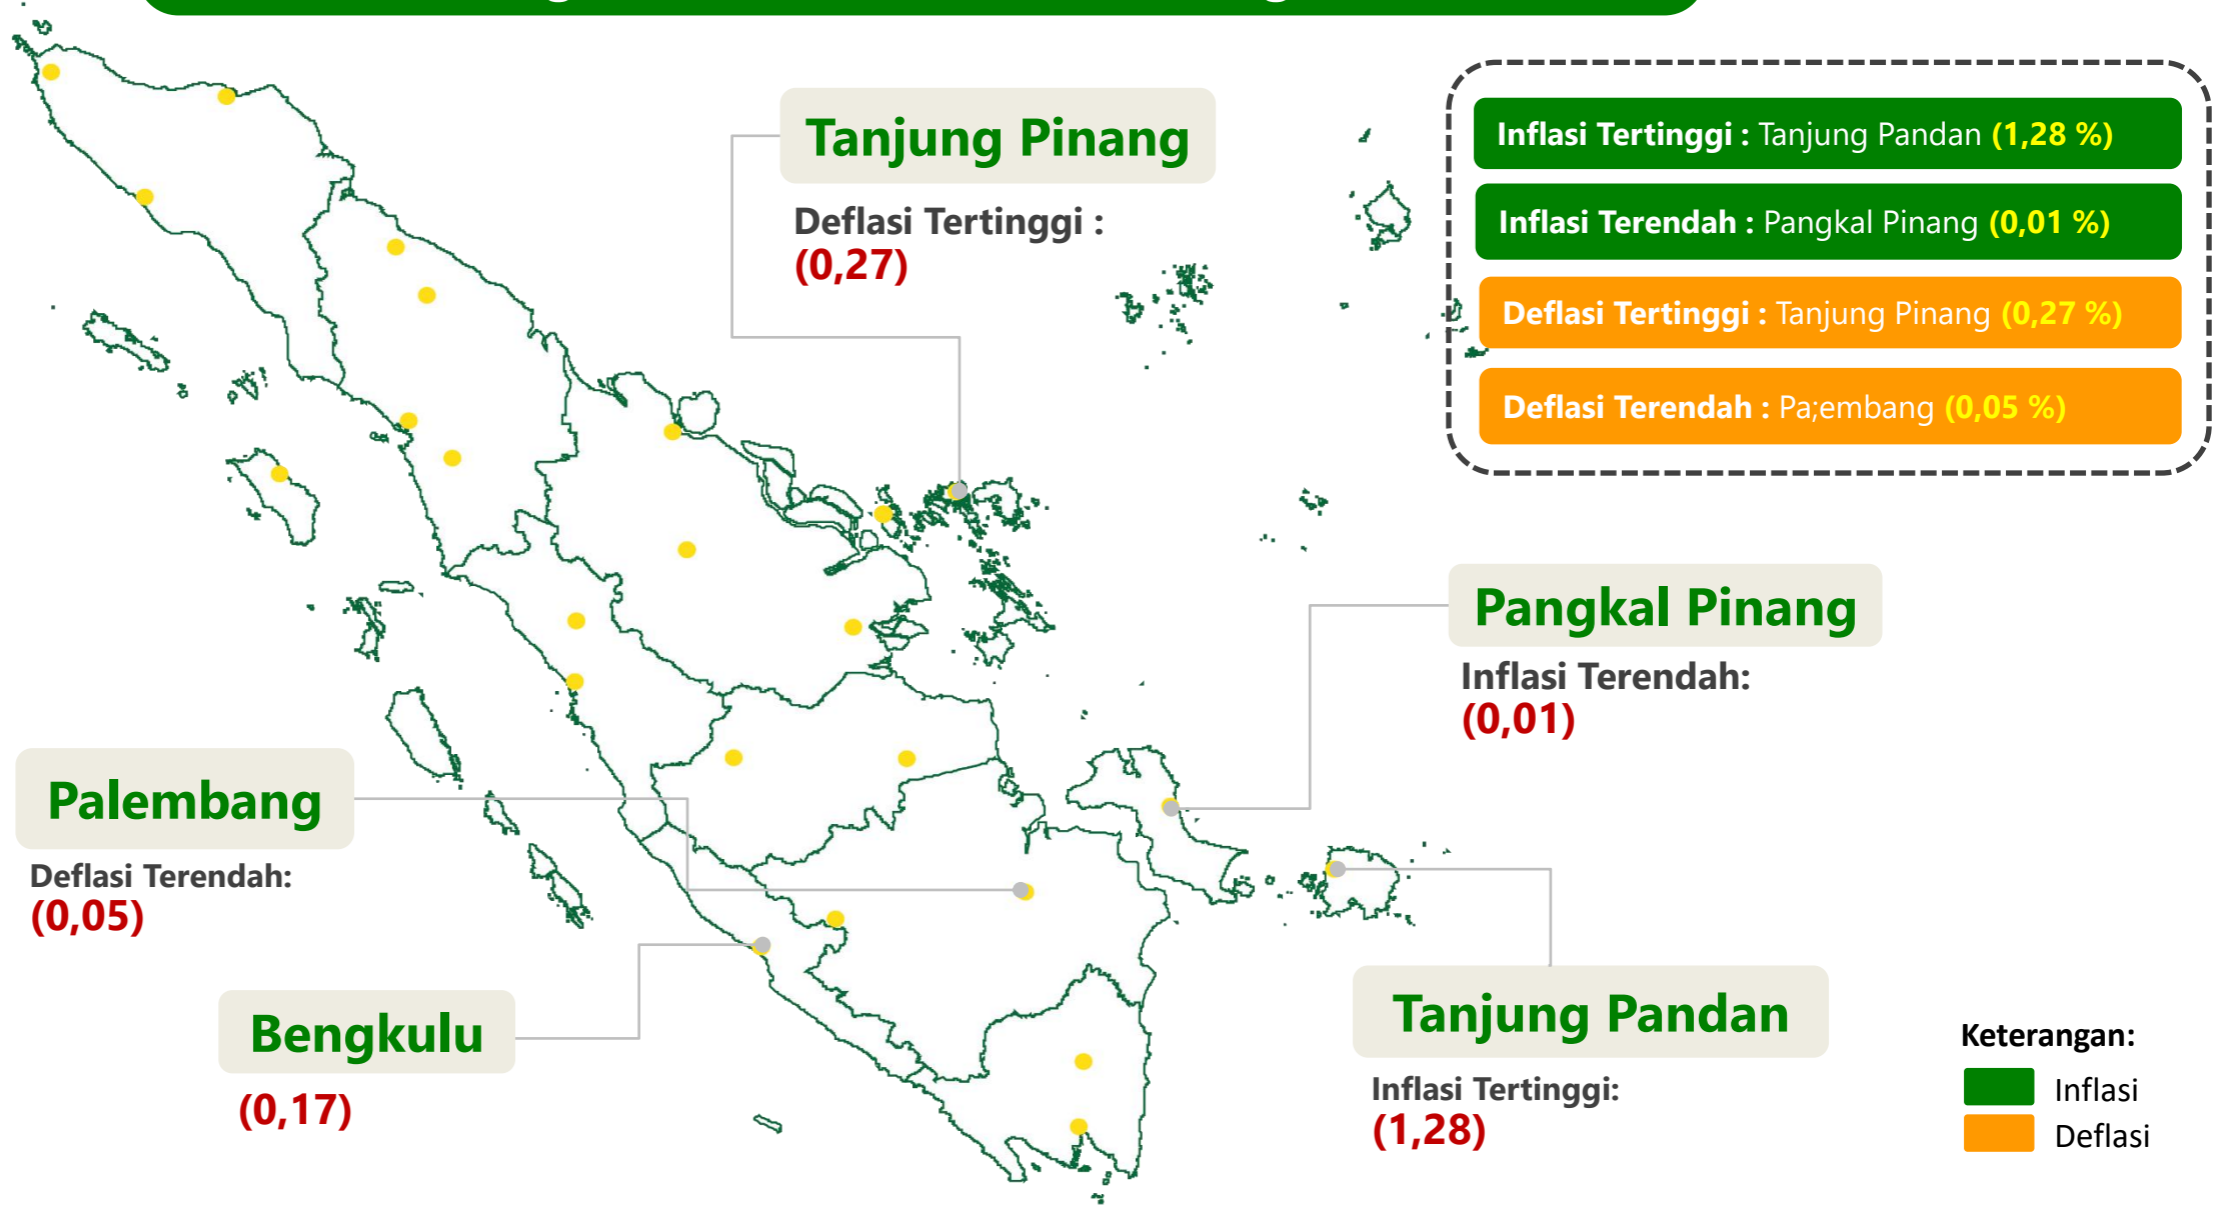 Tanjung Pinang
Deflasi Tertinggi :
(0,27)
Inflasi Tertinggi : Tanjung Pandan (1,28 %)
Inflasi Terendah : Pangkal Pinang (0,01 %)
Deflasi Tertinggi : Tanjung Pinang (0,27 %)
Deflasi Terendah : Pa;embang (0,05 %)
Pangkal Pinang
Inflasi Terendah:
(0,01)
Palembang
Deflasi Terendah:
(0,05)
Bengkulu
(0,17)
Tanjung Pandan
Inflasi Tertinggi:
(1,28)
Keterangan:
Inflasi
Deflasi